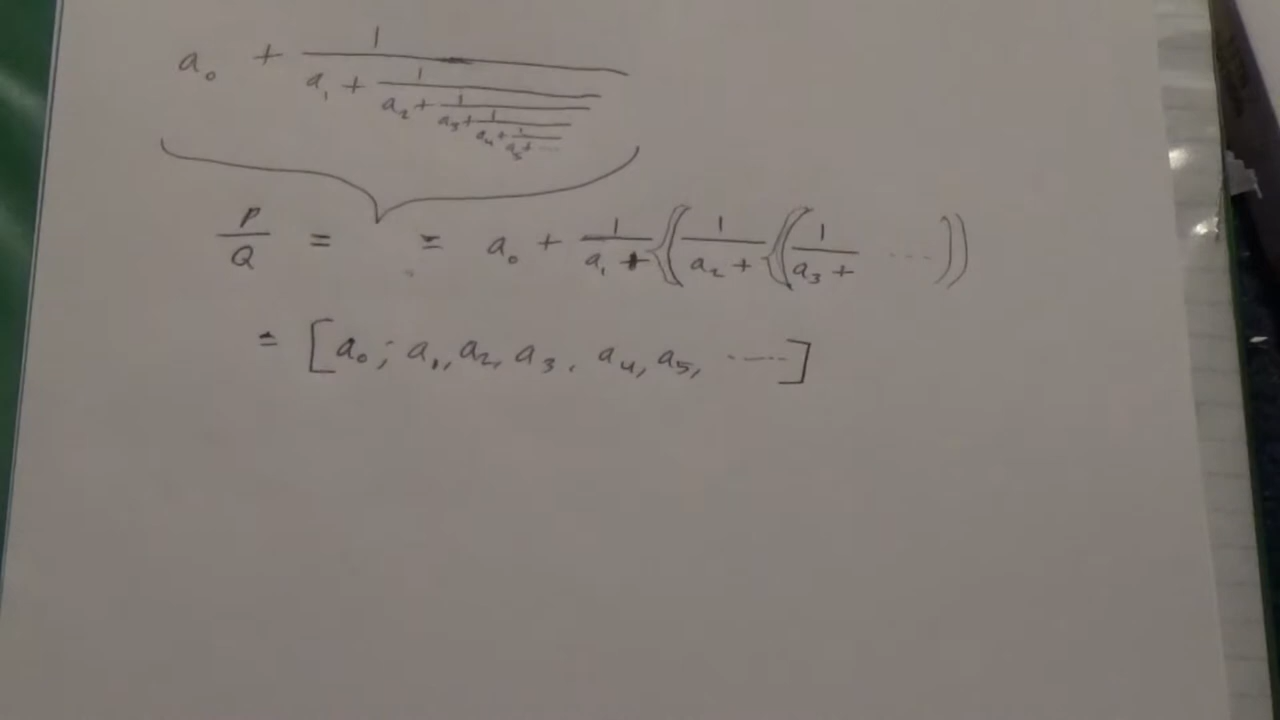 a₀ + 1/(a₁ + 1/(a₂ + 1/(a₃ + 1/(a₄ + 1/(a₅ + ...
P/Q = = a₀ + 1/(a₁ + ((1/(a₂ + ((1/(a₃ + ....))
= [a₀; a₁, a₂, a₃, a₄, a₅, ......]